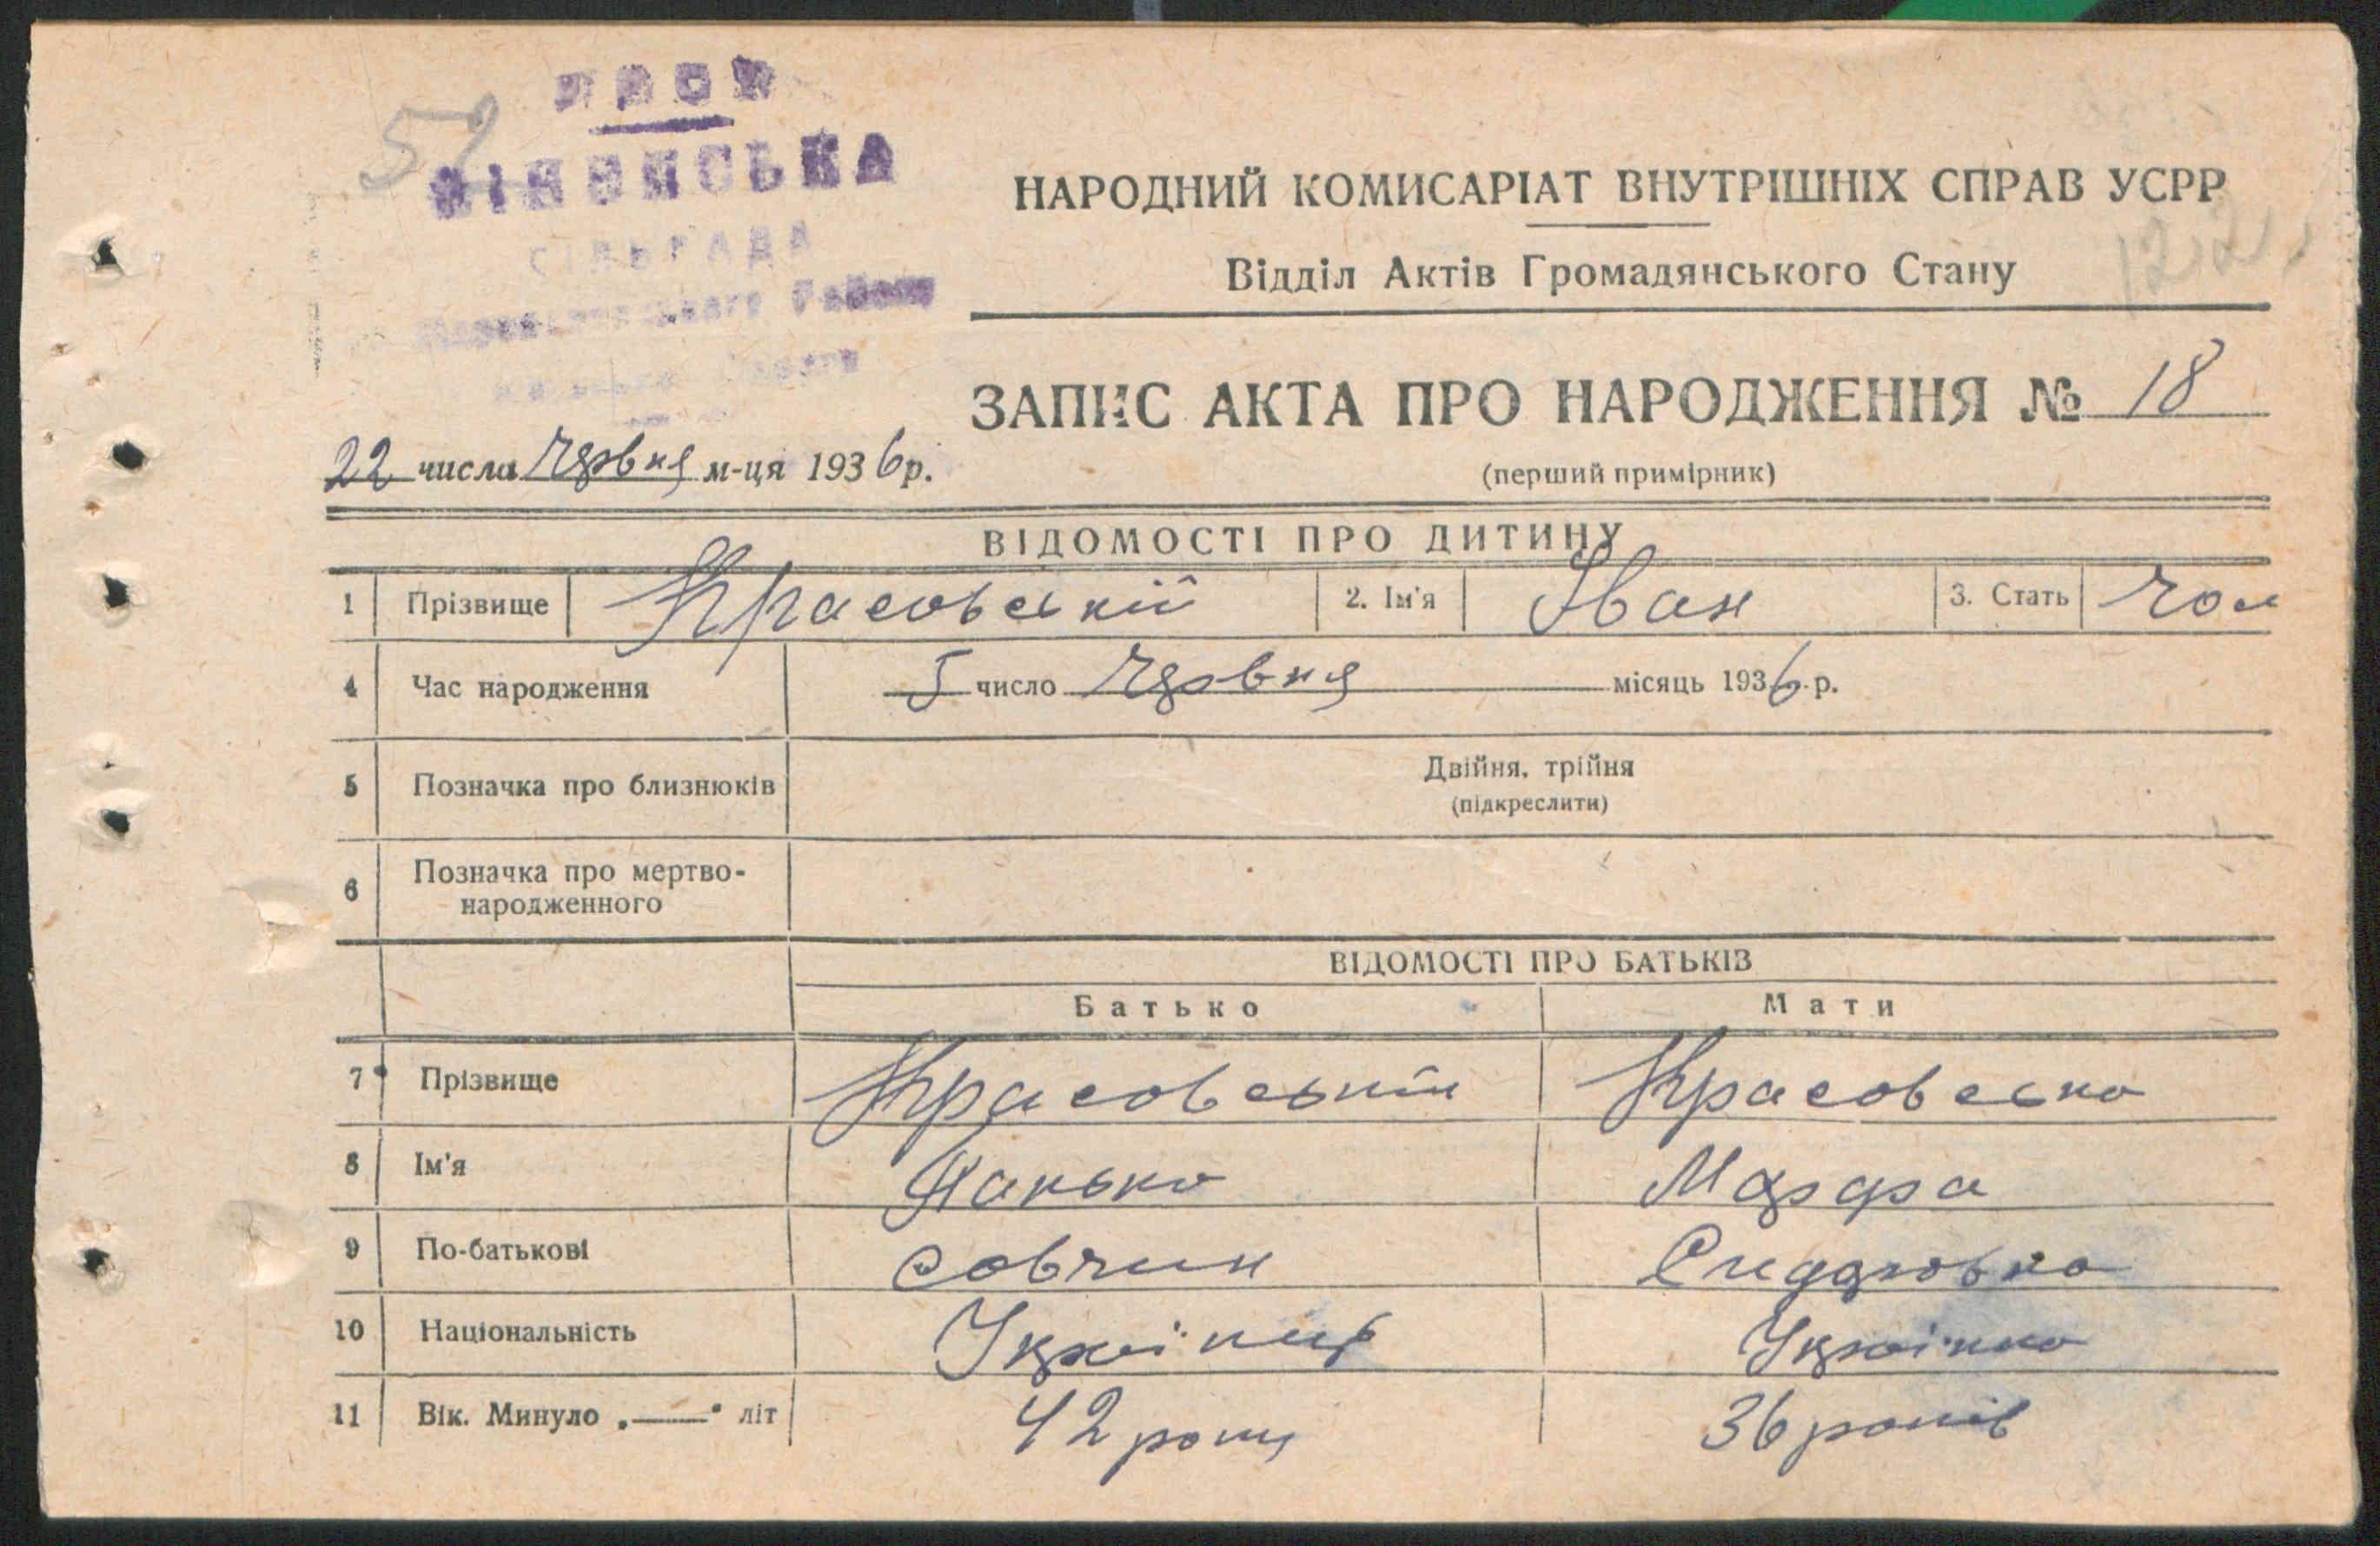 52
УСРР
СІЛЬРАДА
Району
НАРОДНИЙ КОМИСАРІАТ ВНУТРІШНІХ СПРАВ УСРР
Відділ Актів Громадянського Стану
ЗАПИС АКТА ПРО НАРОДЖЕННЯ № 18
22 числа Червня м-ця 1936 р.
(перший примірник)
ВІДОМОСТІ ПРО ДИТИНУ
1 Прізвище Красовський 2. Ім'я Іван 3. Стать чол
4 Час народження 5 число Червня місяць 1936 р.
5 Позначка про близнюків Двійня, трійня
(підкреслити)
6 Позначка про мертво-
народженного
ВІДОМОСТІ ПРО БАТЬКІВ
Батько Мати
7 Прізвище Красовський Красовська
8 Ім'я Панько
9 По-батькові
10 Національність Українець Українка
11 Вік. Минуло „——“ літ 42 роки 36 років